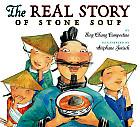 The REAL STORY
OF STONE SOUP
BY
Ying Chang Compestine
ILLUSTRATED BY
Stéphane Jorisch